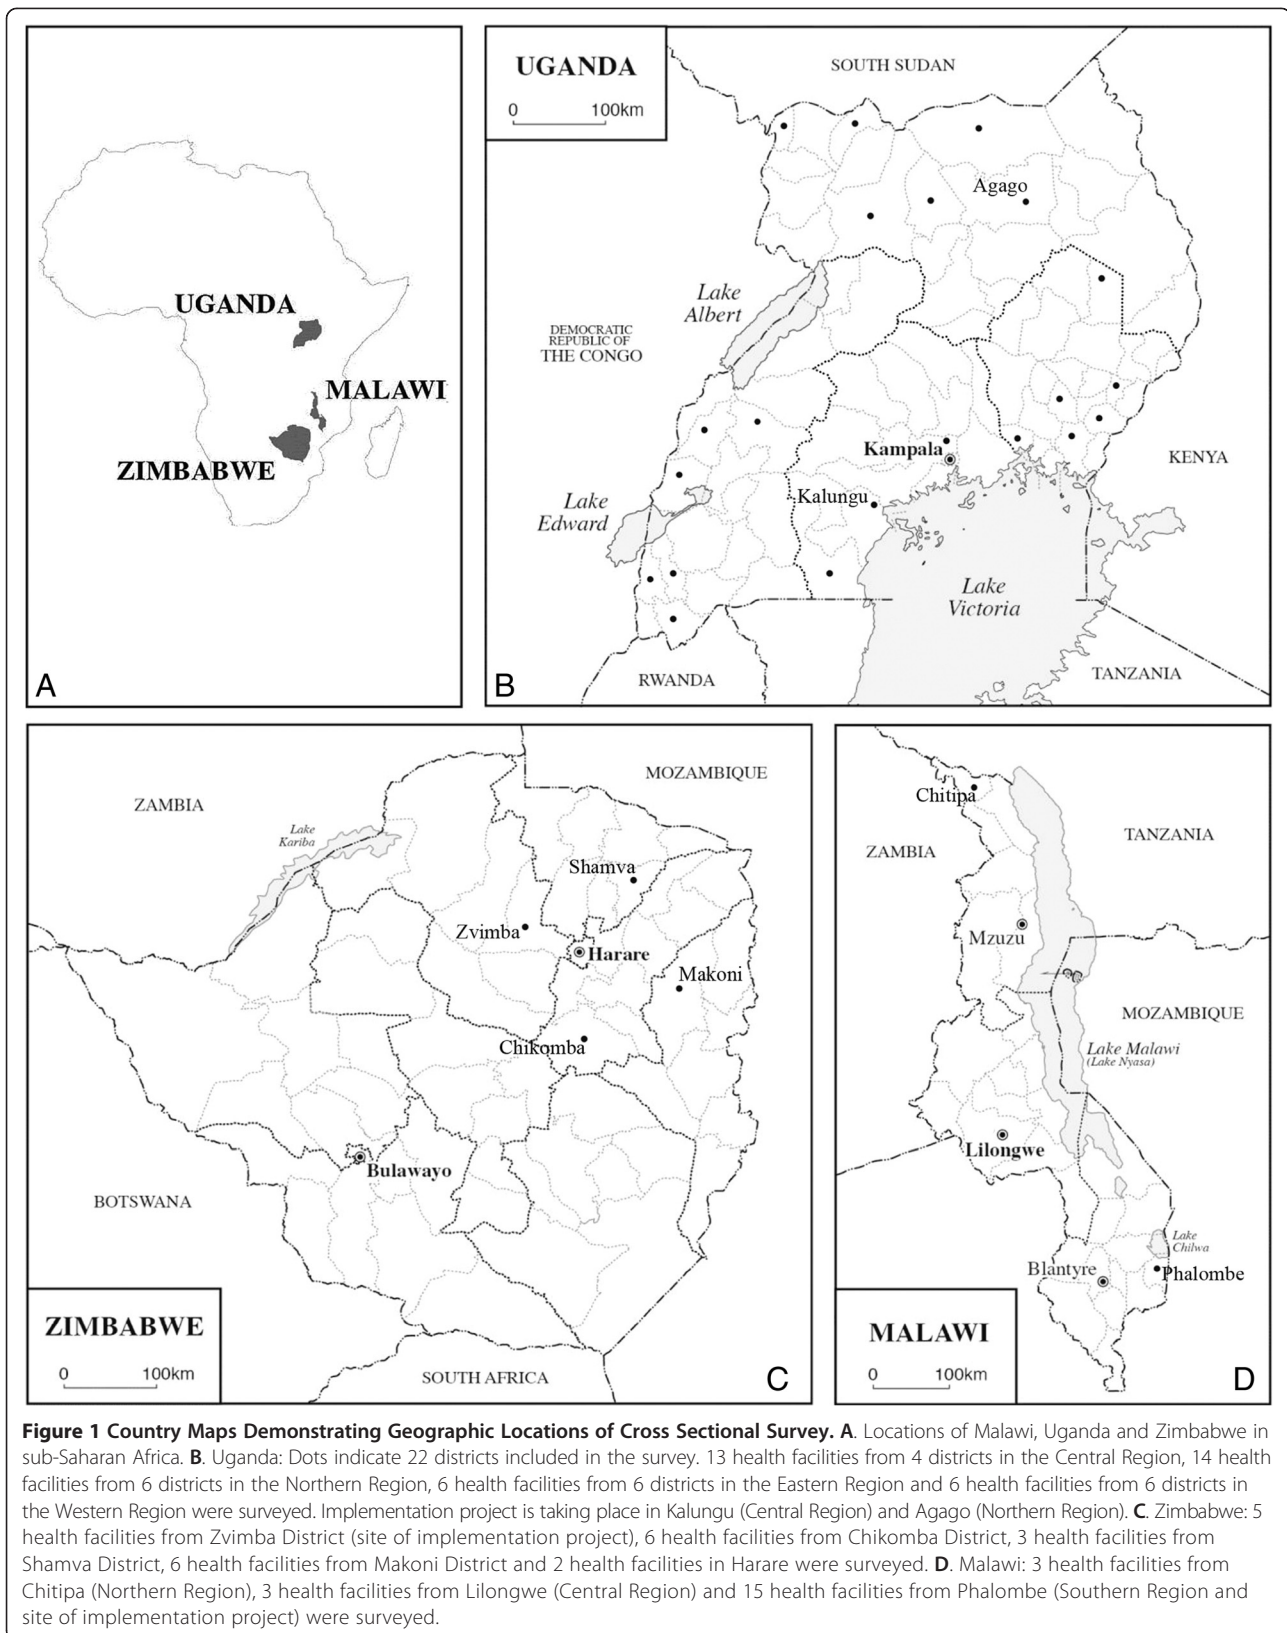 UGANDA
MALAWI
ZIMBABWE
A
UGANDA
0 100km
SOUTH SUDAN
Agago
Lake
Albert
DEMOCRATIC
REPUBLIC OF
THE CONGO
Kampala
KENYA
Kalungu
Lake
Edward
Lake
Victoria
RWANDA
TANZANIA
B
MOZAMBIQUE
ZAMBIA
Lake
Kariba
Shamva
Zvimba
Harare
Makoni
Chikomba
Bulawayo
BOTSWANA
ZIMBABWE
0 100km
SOUTH AFRICA
C
Chitipa
TANZANIA
ZAMBIA
Mzuzu
MOZAMBIQUE
Lake Malawi
(Lake Nyasa)
Lilongwe
Lake
Chilwa
Blantyre
Phalombe
MALAWI
0 100km
D
Figure 1 Country Maps Demonstrating Geographic Locations of Cross Sectional Survey. A. Locations of Malawi, Uganda and Zimbabwe in
sub-Saharan Africa. B. Uganda: Dots indicate 22 districts included in the survey. 13 health facilities from 4 districts in the Central Region, 14 health
facilities from 6 districts in the Northern Region, 6 health facilities from 6 districts in the Eastern Region and 6 health facilities from 6 districts in
the Western Region were surveyed. Implementation project is taking place in Kalungu (Central Region) and Agago (Northern Region). C. Zimbabwe: 5
health facilities from Zvimba District (site of implementation project), 6 health facilities from Chikomba District, 3 health facilities from
Shamva District, 6 health facilities from Makoni District and 2 health facilities in Harare were surveyed. D. Malawi: 3 health facilities from
Chitipa (Northern Region), 3 health facilities from Lilongwe (Central Region) and 15 health facilities from Phalombe (Southern Region and
site of implementation project) were surveyed.